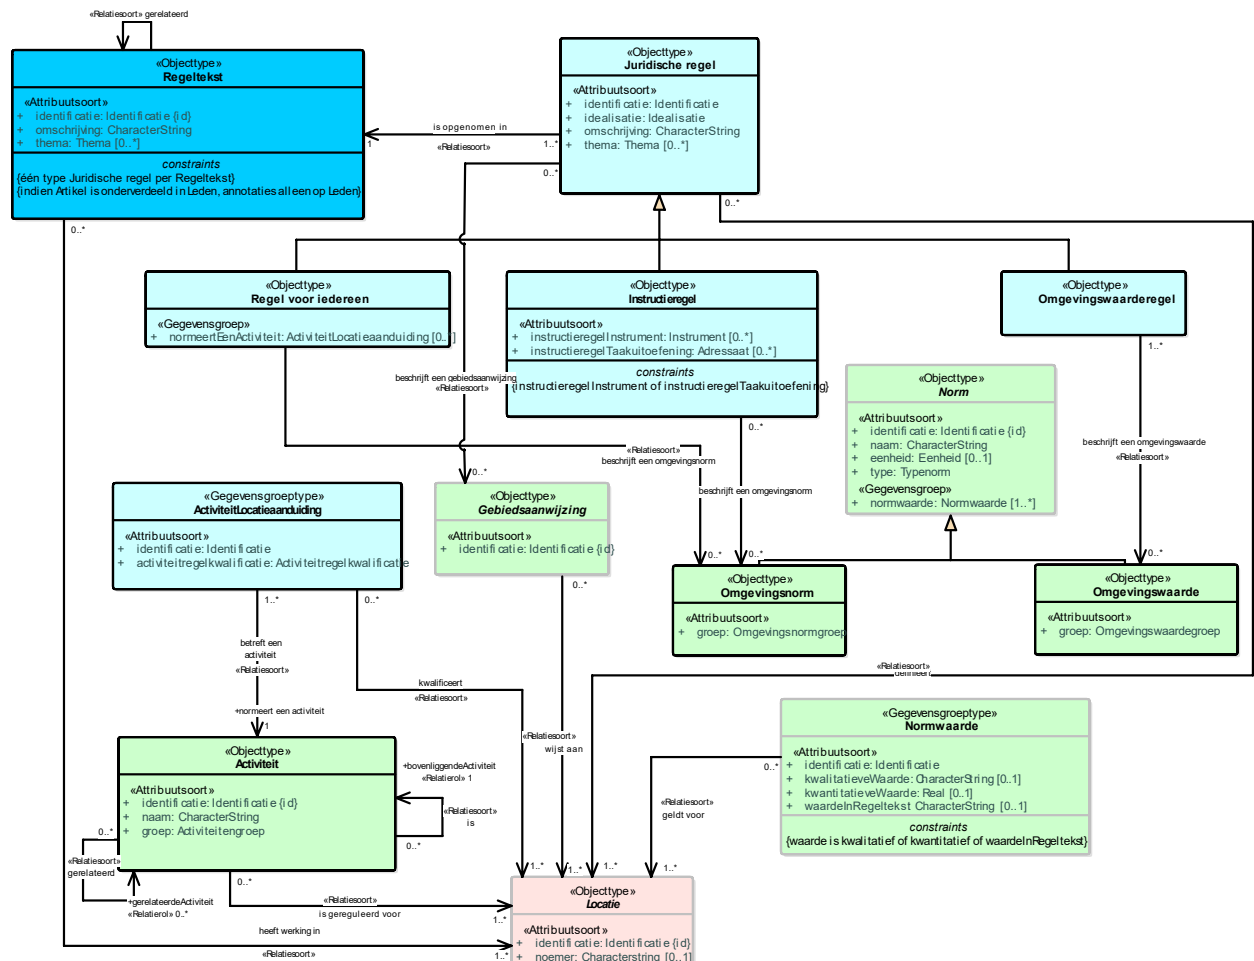 «Relatiesoort» gerelateerd
«Objecttype»
Regeltekst
«Attribuutsoort»
+ identificatie: Identificatie {id}
+ omschrijving: CharacterString
+ thema: Thema [0..*]
constraints
{één type Juridische regel per Regeltekst}
{indien Artikel is onderverdeeld in Leden, annotaties alleen op Leden}
«Objecttype»
Juridische regel
«Attribuutsoort»
+ identificatie: Identificatie
+ idealisatie: Idealisatie
+ omschrijving: CharacterString
+ thema: Thema [0..*]
is opgenomen in
1
1..*
«Relatiesoort»
0..*
0..*
0..*
«Objecttype»
Regel voor iedereen
«Gegevensgroep»
+ normeertEenActiviteit: ActiviteitLocatieaanduiding [0..*]
«Objecttype»
Instructieregel
«Attribuutsoort»
+ instructieregelInstrument: Instrument [0..*]
+ instructieregelTaakuitoefening: Adressaat [0..*]
constraints
{instructieregelInstrument of instructieregelTaakuitoefening}
«Objecttype»
Omgevingswaarderegel
1..*
beschrijft een gebiedsaanwijzing
«Relatiesoort»
0..*
«Objecttype»
Norm
«Attribuutsoort»
+ identificatie: Identificatie {id}
+ naam: CharacterString
+ eenheid: Eenheid [0..1]
+ type: Typenorm
«Gegevensgroep»
+ normwaarde: Normwaarde [1..*]
beschrijft een omgevingswaarde
«Relatiesoort»
«Relatiesoort»
beschrijft een omgevingsnorm
0..*
beschrijft een omgevingsnorm
«Gegevensgroeptype»
ActiviteitLocatieaanduiding
«Attribuutsoort»
+ identificatie: Identificatie
+ activiteitregelkwalificatie: Activiteitregelkwalificatie
«Objecttype»
Gebiedsaanwijzing
«Attribuutsoort»
+ identificatie: Identificatie {id}
0..*
0..*
0..*
0..*
«Objecttype»
Omgevingsnorm
«Attribuutsoort»
+ groep: Omgevingsnormgroep
«Objecttype»
Omgevingswaarde
«Attribuutsoort»
+ groep: Omgevingswaardegroep
1..*
0..*
betreft een
activiteit
«Relatiesoort»
+normeert een activiteit
1
kwalificeert
«Relatiesoort»
«Relatiesoort»
wijst aan
«Relatiesoort»
definieert
«Gegevensgroeptype»
Normwaarde
«Attribuutsoort»
+ identificatie: Identificatie
+ kwalitatieveWaarde: CharacterString [0..1]
+ kwantitatieveWaarde: Real [0..1]
+ waardeInRegeltekst CharacterString [0..1]
constraints
{waarde is kwalitatief of kwantitatief of waardeInRegeltekst}
0..*
«Relatiesoort»
geldt voor
«Objecttype»
Activiteit
«Attribuutsoort»
+ identificatie: Identificatie {id}
+ naam: CharacterString
+ groep: Activiteitengroep
+bovenliggendeActiviteit
«Relatierol» 1
«Relatiesoort»
is
0..*
0..*
«Relatiesoort»
gerelateerd
+gerelateerdeActiviteit
«Relatierol» 0..*
0..*
«Relatiesoort»
is gereguleerd voor
1..*
heeft werking in
«Relatiesoort»
1..*
1..*
1..*
1..*
1..*
«Objecttype»
Locatie
«Attribuutsoort»
+ identificatie: Identificatie {id}
+ noemer: Characterstring [0..1]